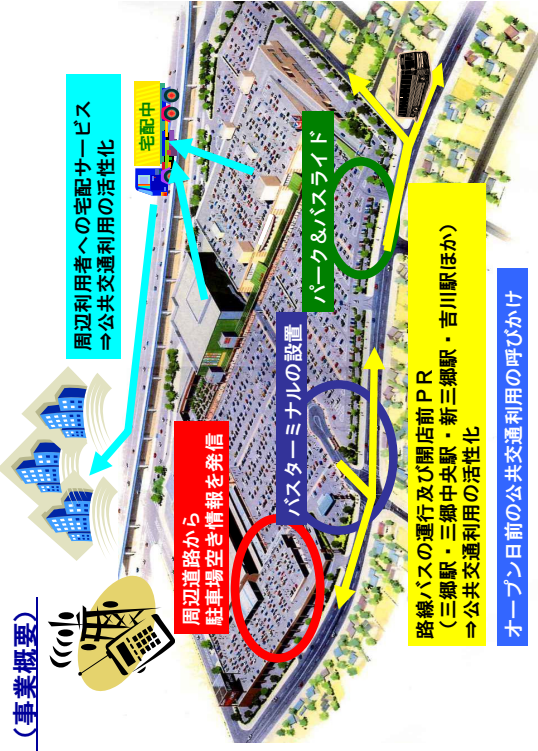 (事業概要)
周辺利用者への宅配サービス
⇒公共交通利用の活性化
宅配中
周辺道路から
駐車場空き情報を発信
バスターミナルの設置
パーク&バスライド
路線バスの運行及び開店前PR
(三郷駅・三郷中央駅・新三郷駅・吉川駅ほか)
⇒公共交通利用の活性化
オープン日前の公共交通利用の呼びかけ